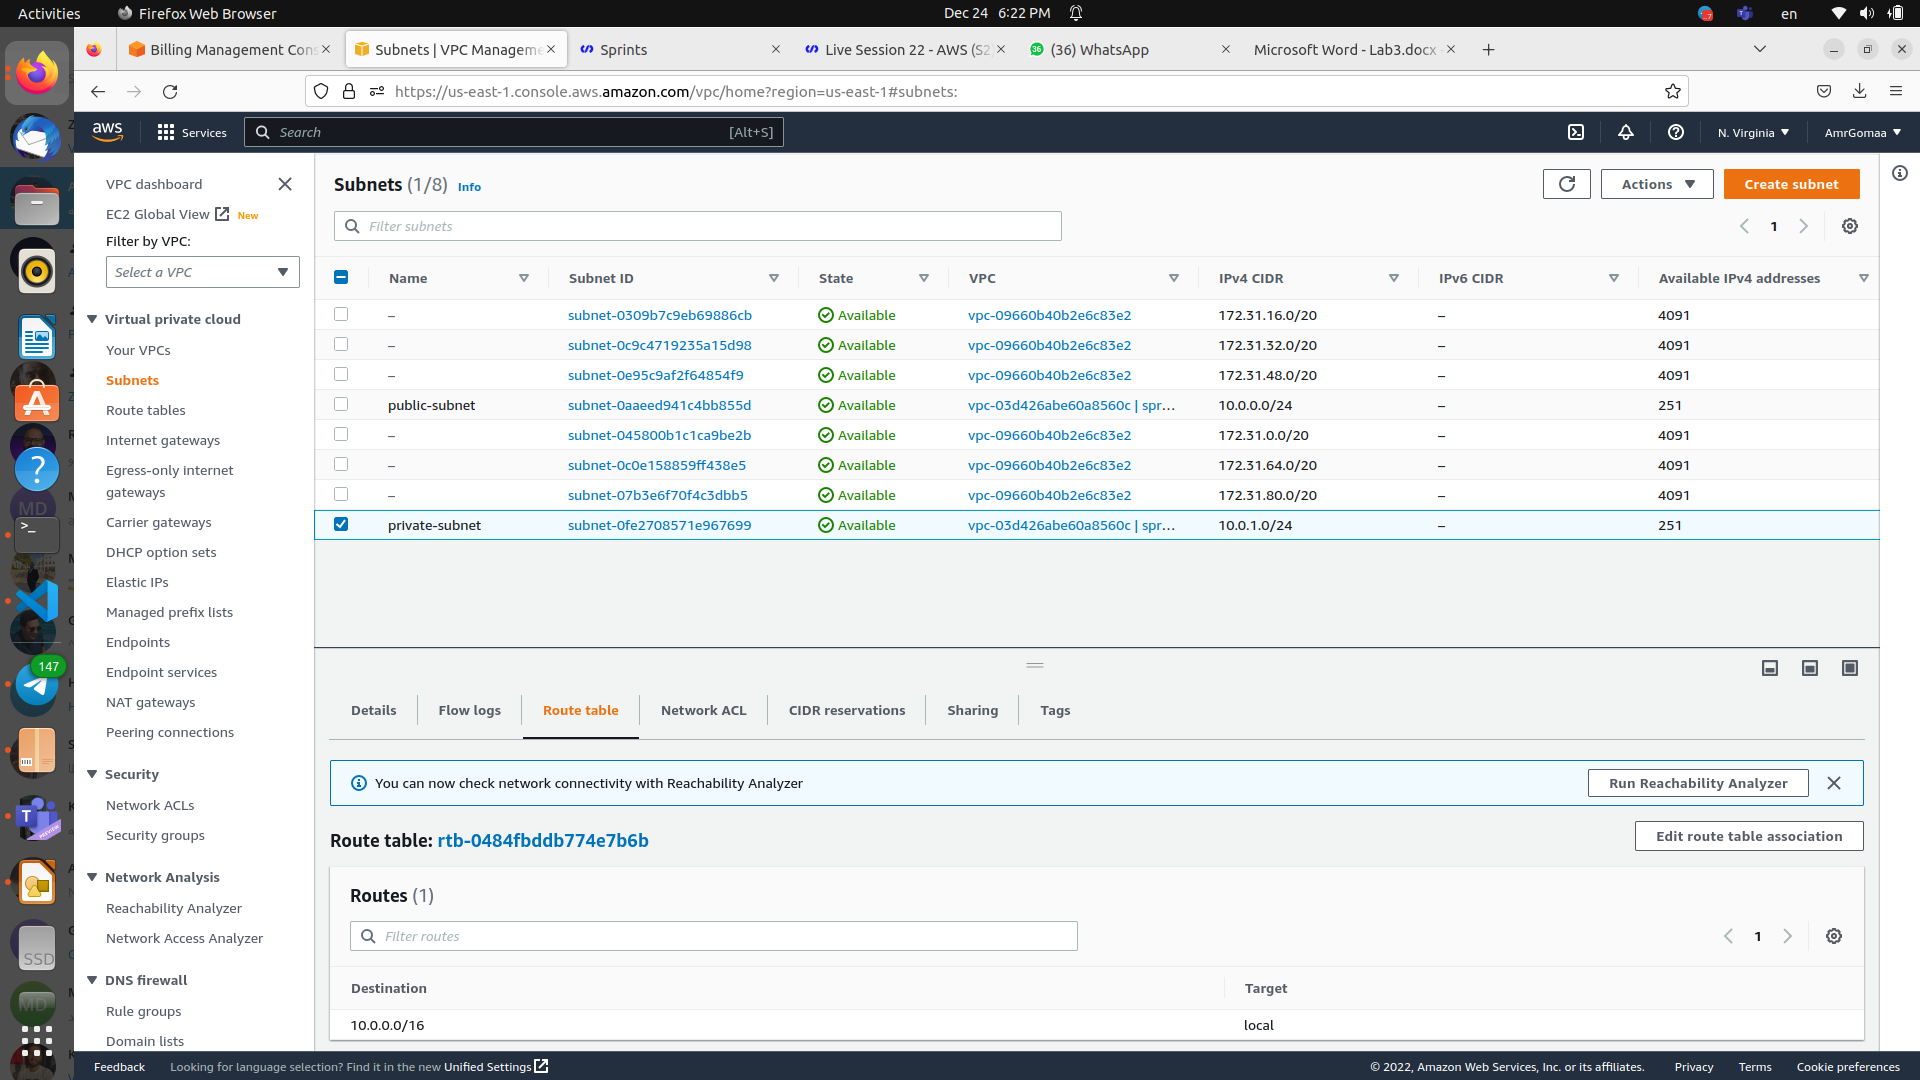 Activities
Firefox Web Browser
Dec 24 6:22 PM
en
Billing Management Cons
Subnets | VPC Manageme
Sprints
Live Session 22 - AWS (S2
(36) WhatsApp
Microsoft Word - Lab3.docx
https://us-east-1.console.aws.amazon.com/vpc/home?region=us-east-1#subnets:
aws
Services
Search
[Alt+S]
N. Virginia
AmrGomaa
VPC dashboard
EC2 Global View
New
Filter by VPC:
Select a VPC
Virtual private cloud
Your VPCs
Subnets
Route tables
Internet gateways
Egress-only internet
gateways
Carrier gateways
DHCP option sets
Elastic IPs
Managed prefix lists
Endpoints
Endpoint services
NAT gateways
Peering connections
Security
Network ACLs
Security groups
Network Analysis
Reachability Analyzer
Network Access Analyzer
DNS firewall
Rule groups
Domain lists
147
SSD
MD
MD
Subnets (1/8) Info
Actions
Create subnet
Filter subnets
1
Name Subnet ID State VPC IPv4 CIDR IPv6 CIDR Available IPv4 addresses
– subnet-0309b7c9eb69886cb Available vpc-09660b40b2e6c83e2 172.31.16.0/20 – 4091
– subnet-0c9c4719235a15d98 Available vpc-09660b40b2e6c83e2 172.31.32.0/20 – 4091
– subnet-0e95c9af2f64854f9 Available vpc-09660b40b2e6c83e2 172.31.48.0/20 – 4091
public-subnet subnet-0aaeed941c4bb855d Available vpc-03d426abe60a8560c | spr... 10.0.0.0/24 – 251
– subnet-045800b1c1ca9be2b Available vpc-09660b40b2e6c83e2 172.31.0.0/20 – 4091
– subnet-0c0e158859ff438e5 Available vpc-09660b40b2e6c83e2 172.31.64.0/20 – 4091
– subnet-07b3e6f70f4c3dbb5 Available vpc-09660b40b2e6c83e2 172.31.80.0/20 – 4091
private-subnet subnet-0fe2708571e967699 Available vpc-03d426abe60a8560c | spr... 10.0.1.0/24 – 251
Details
Flow logs
Route table
Network ACL
CIDR reservations
Sharing
Tags
You can now check network connectivity with Reachability Analyzer
Run Reachability Analyzer
Route table: rtb-0484fbddb774e7b6b
Edit route table association
Routes (1)
Filter routes
1
Destination Target
10.0.0.0/16 local
Feedback
Looking for language selection? Find it in the new Unified Settings
© 2022, Amazon Web Services, Inc. or its affiliates.
Privacy
Terms
Cookie preferences